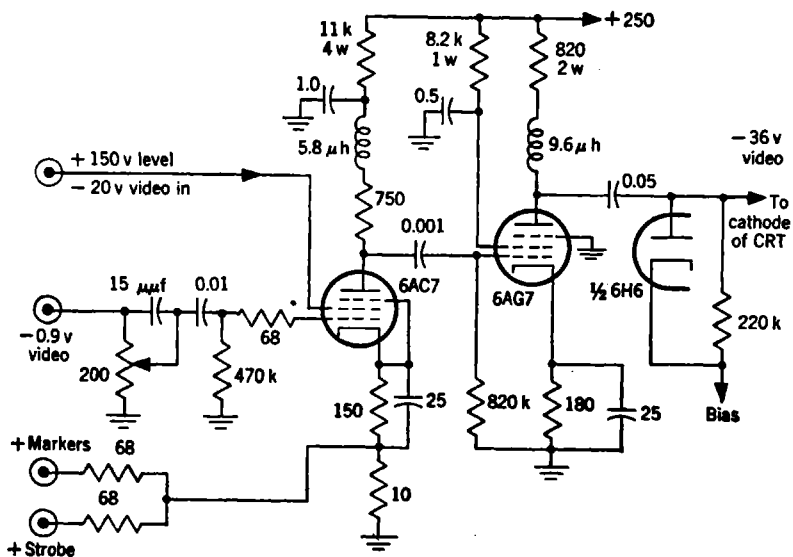 11 k
4 w
8.2 k
1 w
820
2 w
+ 250
1.0
0.5
5.8 μh
9.6 μh
- 36 v
video
+ 150 v level
- 20 v video in
750
0.05
To
cathode
of CRT
0.001
15 μμf
0.01
6AC7
6AG7
½ 6H6
- 0.9 v
video
68
220 k
200
470 k
150
25
820 k
180
25
Bias
+ Markers
68
68
10
+ Strobe